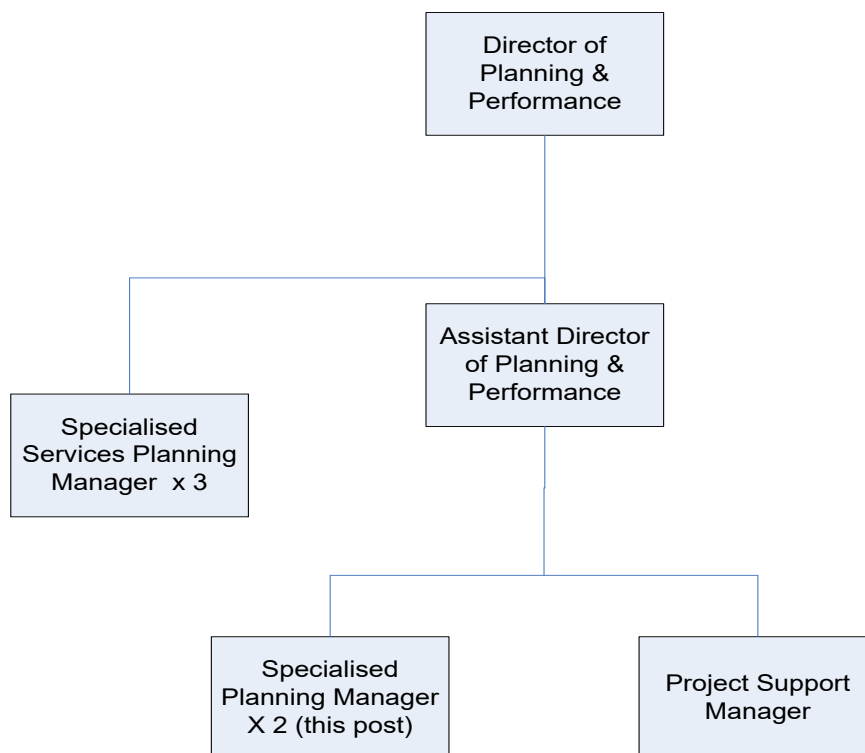 Director of
Planning &
Performance
Assistant Director
of Planning &
Performance
Specialised
Services Planning
Manager  x 3
Specialised
Planning Manager
X 2 (this post)
Project Support
Manager